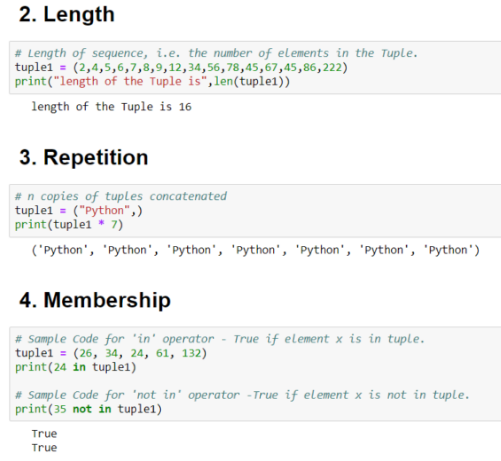 2. Length
# Length of sequence, i.e. the number of elements in the Tuple.
tuple1 = (2,4,5,6,7,8,9,12,34,56,78,45,67,45,86,222)
print("length of the Tuple is",len(tuple1))
length of the Tuple is 16
3. Repetition
# n copies of tuples concatenated
tuple1 = ("Python",)
print(tuple1 * 7)
('Python', 'Python', 'Python', 'Python', 'Python', 'Python', 'Python')
4. Membership
# Sample Code for 'in' operator - True if element x is in tuple.
tuple1 = (26, 34, 24, 61, 132)
print(24 in tuple1)
# Sample Code for 'not in' operator -True if element x is not in tuple.
print(35 not in tuple1)
True
True